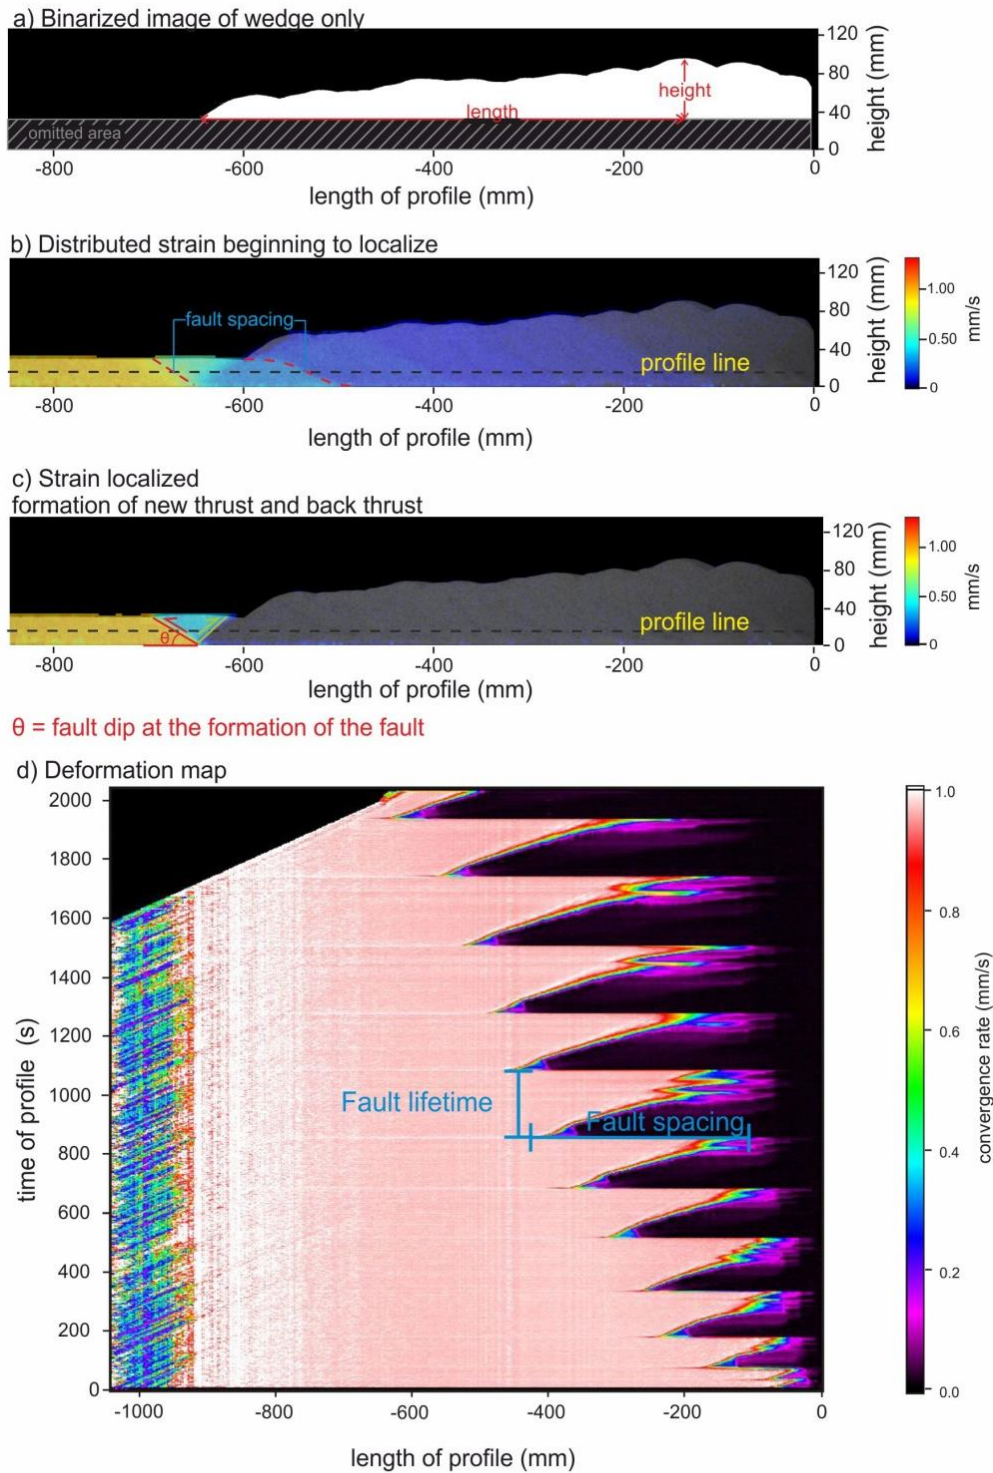 a) Binarized image of wedge only
120
80
40
0
height (mm)
height
length
omitted area
-800 -600 -400 -200 0
length of profile (mm)
b) Distributed strain beginning to localize
120
80
40
0
height (mm)
1.00
0.50
0
mm/s
fault spacing
profile line
-800 -600 -400 -200 0
length of profile (mm)
c) Strain localized
formation of new thrust and back thrust
120
80
40
0
height (mm)
1.00
0.50
0
mm/s
θ
profile line
-800 -600 -400 -200 0
length of profile (mm)
θ = fault dip at the formation of the fault
d) Deformation map
2000
1800
1600
1400
1200
1000
800
600
400
200
0
time of profile (s)
Fault lifetime
Fault spacing
1.0
0.8
0.6
0.4
0.2
0.0
convergence rate (mm/s)
-1000 -800 -600 -400 -200 0
length of profile (mm)